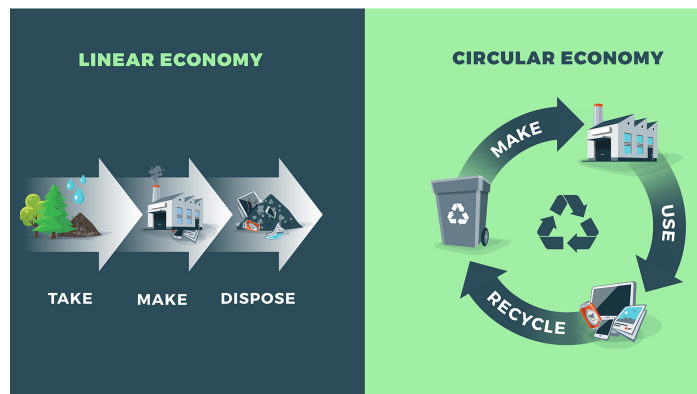 LINEAR ECONOMY
TAKE
MAKE
DISPOSE
CIRCULAR ECONOMY
MAKE
USE
RECYCLE